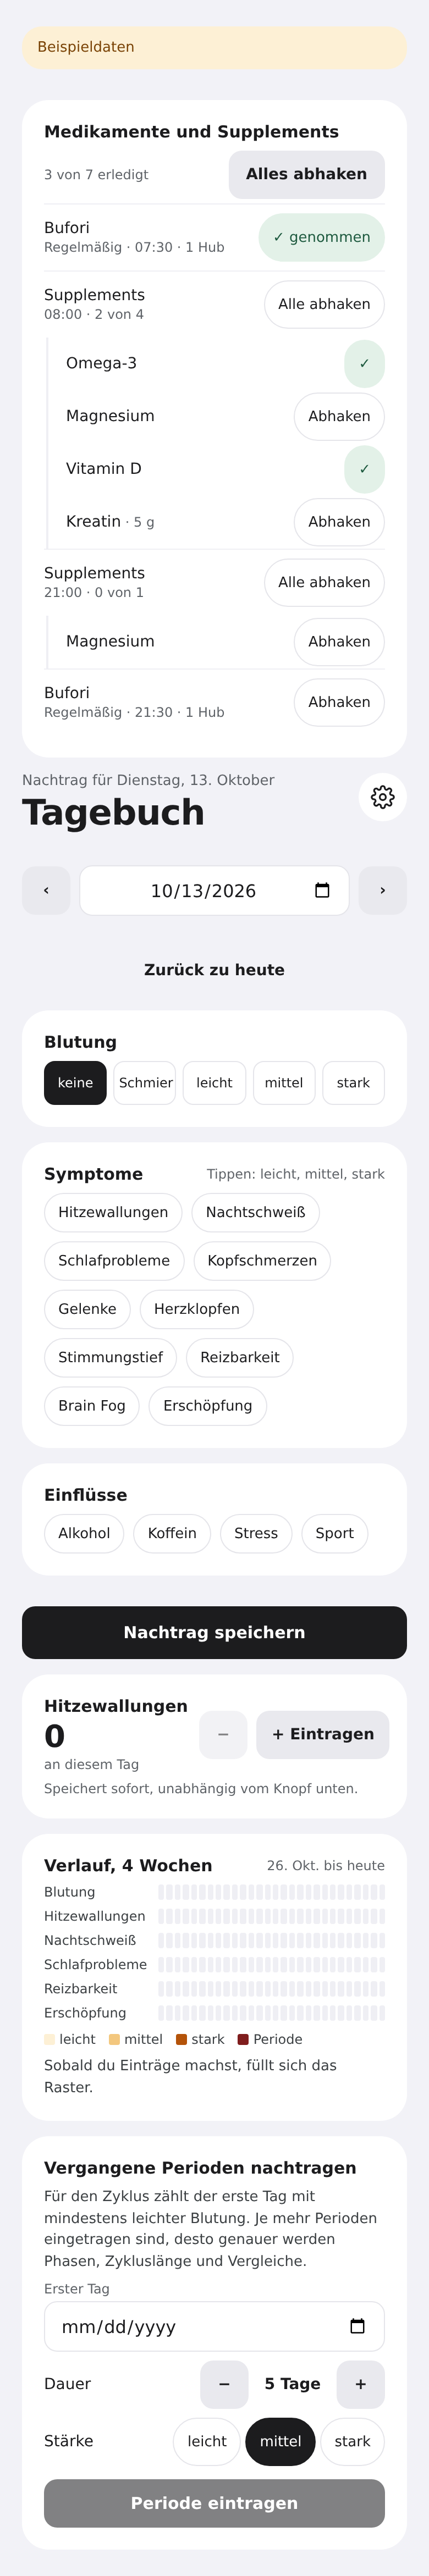 Beispieldaten
Medikamente und Supplements
3 von 7 erledigt
Alles abhaken
Bufori
Regelmäßig · 07:30 · 1 Hub
✓ genommen
Supplements
08:00 · 2 von 4
Alle abhaken
Omega-3
✓
Magnesium
Abhaken
Vitamin D
✓
Kreatin · 5 g
Abhaken
Supplements
21:00 · 0 von 1
Alle abhaken
Magnesium
Abhaken
Bufori
Regelmäßig · 21:30 · 1 Hub
Abhaken
Nachtrag für Dienstag, 13. Oktober
Tagebuch
‹
10/13/2026
›
Zurück zu heute
Blutung
keine
Schmier
leicht
mittel
stark
Symptome
Tippen: leicht, mittel, stark
Hitzewallungen
Nachtschweiß
Schlafprobleme
Kopfschmerzen
Gelenke
Herzklopfen
Stimmungstief
Reizbarkeit
Brain Fog
Erschöpfung
Einflüsse
Alkohol
Koffein
Stress
Sport
Nachtrag speichern
Hitzewallungen
0
an diesem Tag
−
+ Eintragen
Speichert sofort, unabhängig vom Knopf unten.
Verlauf, 4 Wochen
26. Okt. bis heute
Blutung
Hitzewallungen
Nachtschweiß
Schlafprobleme
Reizbarkeit
Erschöpfung
leicht
mittel
stark
Periode
Sobald du Einträge machst, füllt sich das
Raster.
Vergangene Perioden nachtragen
Für den Zyklus zählt der erste Tag mit
mindestens leichter Blutung. Je mehr Perioden
eingetragen sind, desto genauer werden
Phasen, Zykluslänge und Vergleiche.
Erster Tag
mm/dd/yyyy
Dauer
−
5 Tage
+
Stärke
leicht
mittel
stark
Periode eintragen